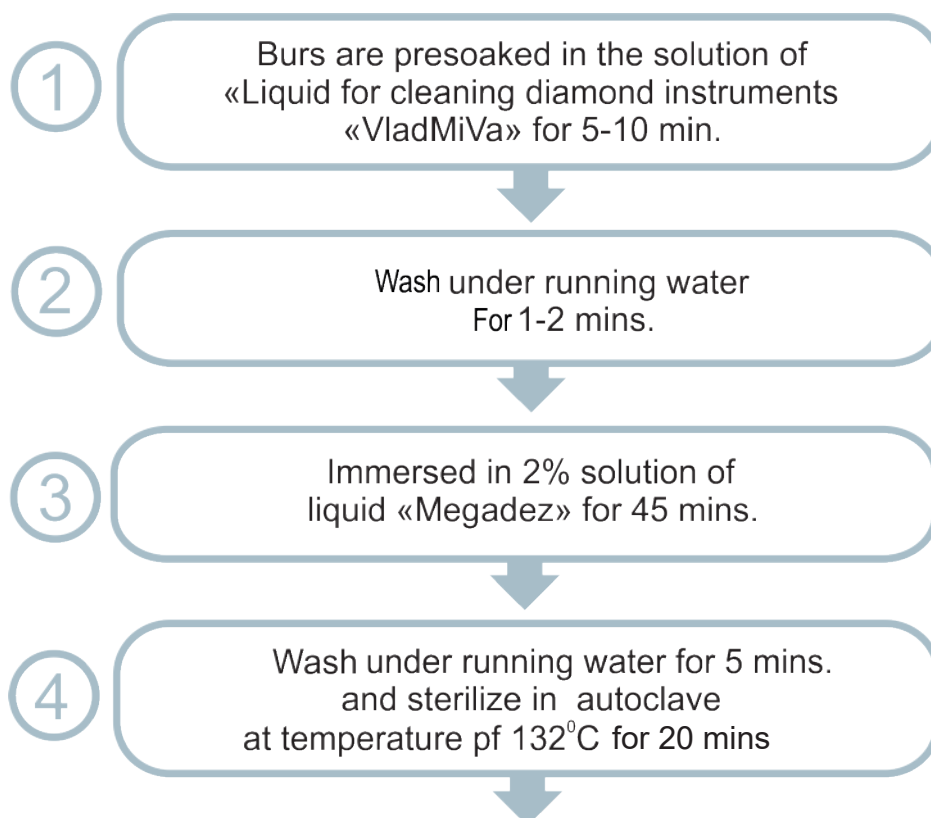 1
Burs are presoaked in the solution of
«Liquid for cleaning diamond instruments
«VladMiVa» for 5-10 min.
2
Wash under running water
For 1-2 mins.
3
Immersed in 2% solution of
liquid «Megadez» for 45 mins.
4
Wash under running water for 5 mins.
and sterilize in autoclave
at temperature pf 132⁰C for 20 mins